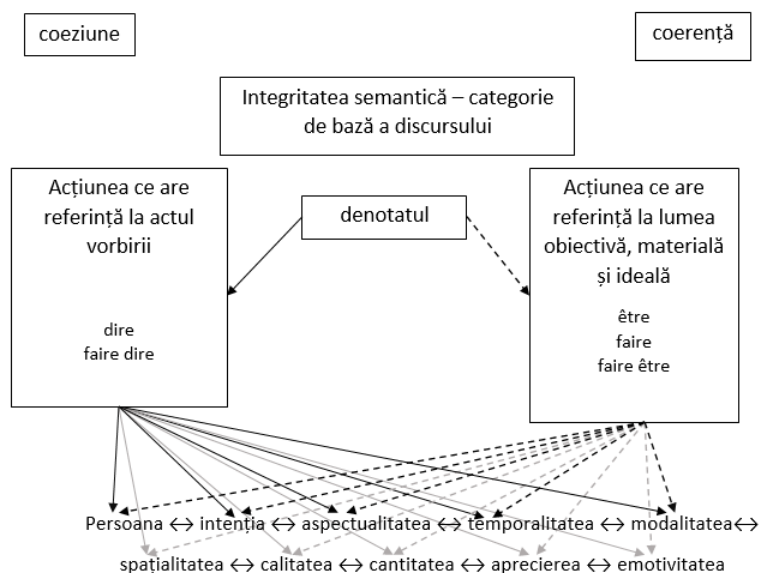 coeziune
coerență
Integritatea semantică – categorie
de bază a discursului
Acțiunea ce are
referință la actul
vorbirii
dire
faire dire
denotatul
Acțiunea ce are
referință la lumea
obiectivă, materială
și ideală
être
faire
faire être
Persoana ↔ intenția ↔ aspectualitatea ↔ temporalitatea ↔ modalitatea↔
spațialitatea ↔ calitatea ↔ cantitatea ↔ aprecierea ↔ emotivitatea